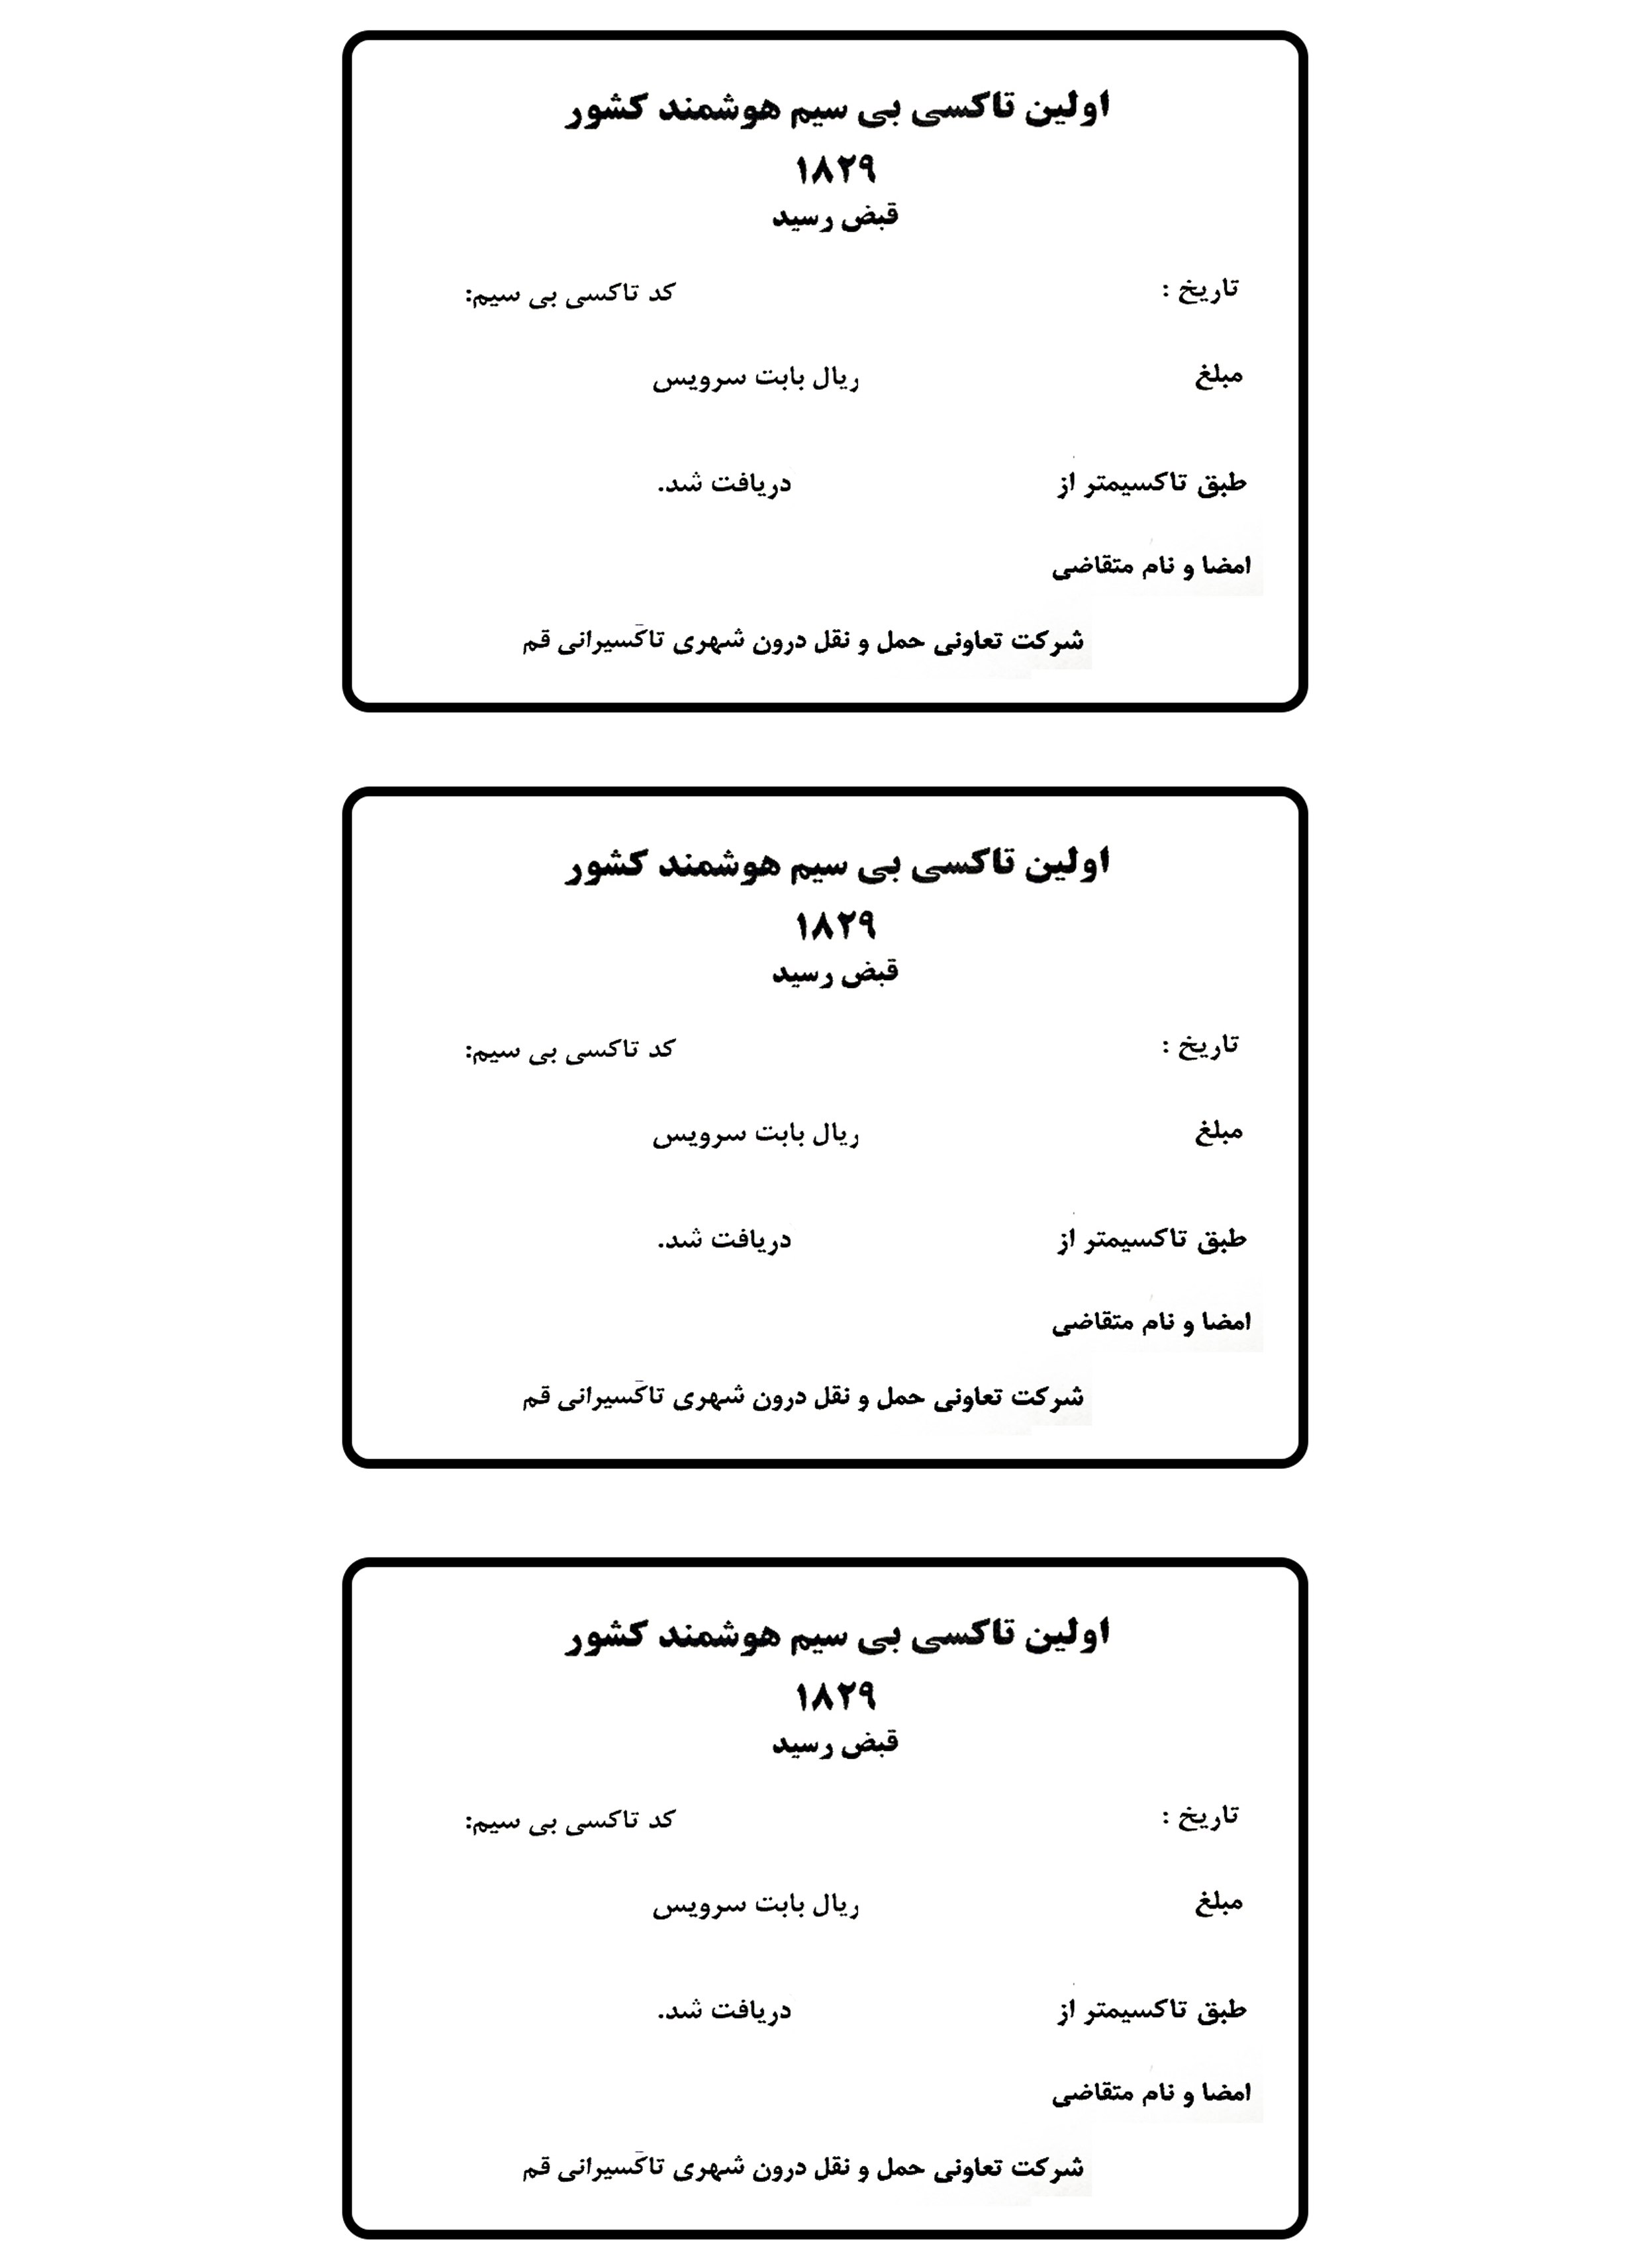 اولین تاکسی بی سیم هوشمند کشور
۱۸۲۹
قبض رسید
تاریخ : کد تاکسی بی سیم:
مبلغ ریال بابت سرویس
طبق تاکسیمتر از دریافت شد.
امضا و نام متقاضی
شرکت تعاونی حمل و نقل درون شهری تاکسیرانی قم
اولین تاکسی بی سیم هوشمند کشور
۱۸۲۹
قبض رسید
تاریخ : کد تاکسی بی سیم:
مبلغ ریال بابت سرویس
طبق تاکسیمتر از دریافت شد.
امضا و نام متقاضی
شرکت تعاونی حمل و نقل درون شهری تاکسیرانی قم
اولین تاکسی بی سیم هوشمند کشور
۱۸۲۹
قبض رسید
تاریخ : کد تاکسی بی سیم:
مبلغ ریال بابت سرویس
طبق تاکسیمتر از دریافت شد.
امضا و نام متقاضی
شرکت تعاونی حمل و نقل درون شهری تاکسیرانی قم